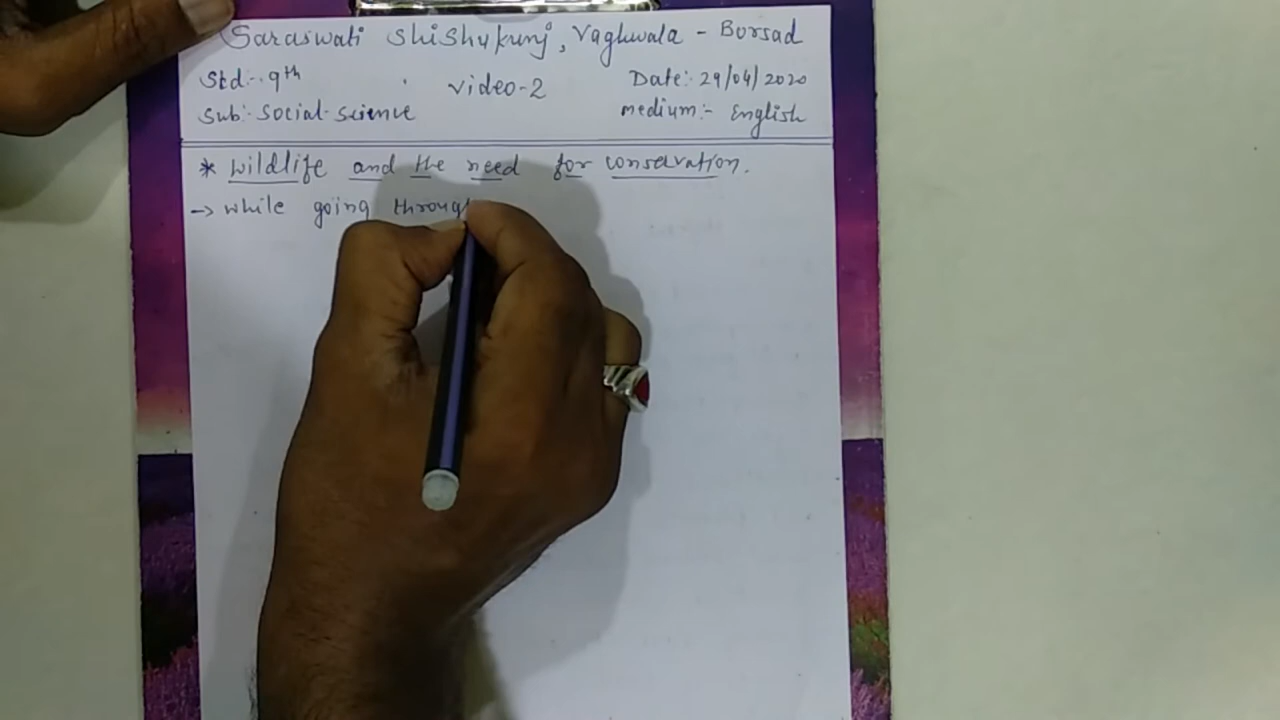 Saraswati Shishukunj, Vaghwala - Borsad
Std:- 9th
video-2
Date:- 29/04/2020
Sub:- Social-Science
medium:- English
* wildlife and the need for conservation.
→ while going through